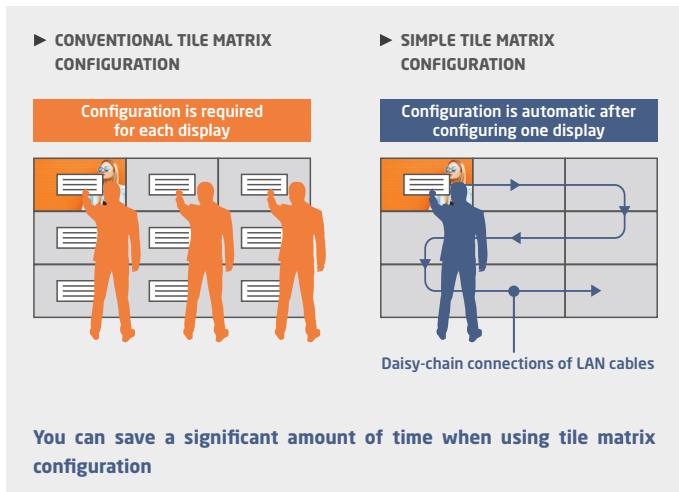 CONVENTIONAL TILE MATRIX
CONFIGURATION
Configuration is required
for each display
SIMPLE TILE MATRIX
CONFIGURATION
Configuration is automatic after
configuring one display
Daisy-chain connections of LAN cables
You can save a significant amount of time when using tile matrix
configuration